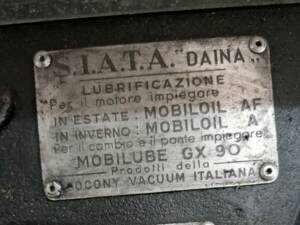 S.I.A.T.A. "DAINA"
LUBRIFICAZIONE
"Per il motore impiegare
IN ESTATE : MOBILOIL AF
IN INVERNO : MOBILOIL A
Per il cambio e il ponte impiegare
MOBILUBE GX 90"
Prodotti della
SOCONY VACUUM ITALIANA